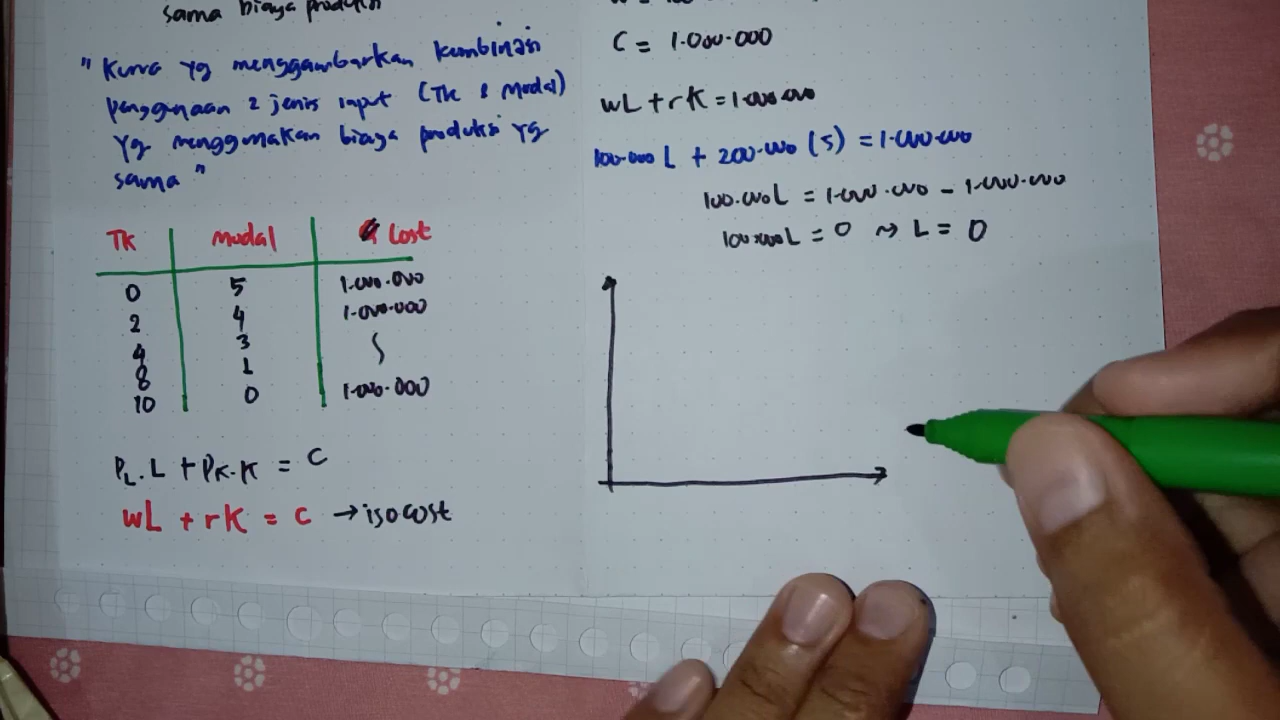 sama biaya produksi
" Kurva yg menggambarkan kombinasi
penggunaan 2 jenis input (TK & Modal)
yg menggunakan biaya produksi yg
sama "
TK Modal Cost
0 5 1.000.000
2 4 1.000.000
4 3
8 1
10 0 1.000.000
PL.L + PK.K = C
wL + rK = C → isocost
C = 1.000.000
wL + rK = 1.000.000
100.000 L + 200.000 (5) = 1.000.000
100.000L = 1.000.000 - 1.000.000
100.000L = 0 ~> L = 0